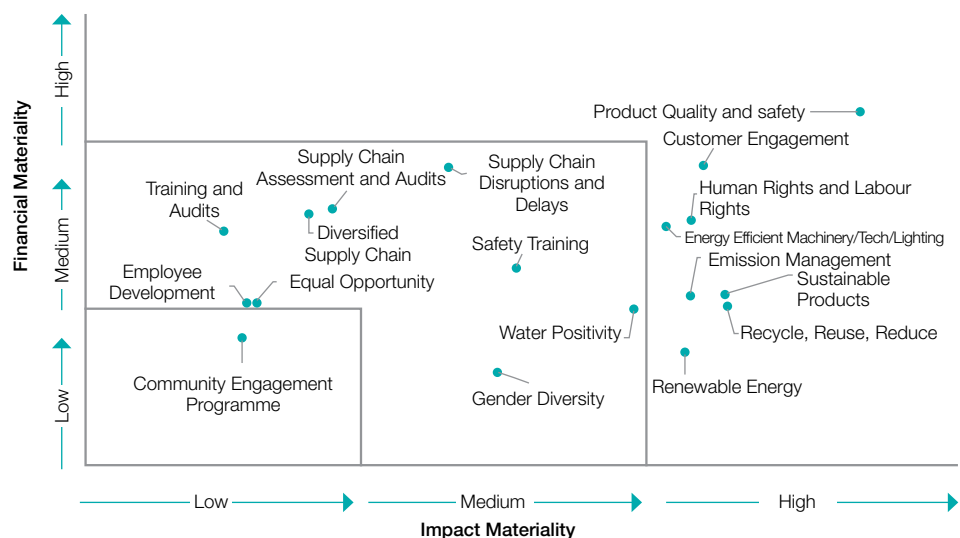 Financial Materiality
High
Medium
Low
Product Quality and safety
Customer Engagement
Supply Chain
Assessment and Audits
Supply Chain
Disruptions and
Delays
Training and
Audits
Human Rights and Labour
Rights
Diversified
Supply Chain
Energy Efficient Machinery/Tech/Lighting
Safety Training
Emission Management
Employee
Development
Equal Opportunity
Sustainable
Products
Water Positivity
Recycle, Reuse, Reduce
Community Engagement
Programme
Gender Diversity
Renewable Energy
Low
Medium
High
Impact Materiality